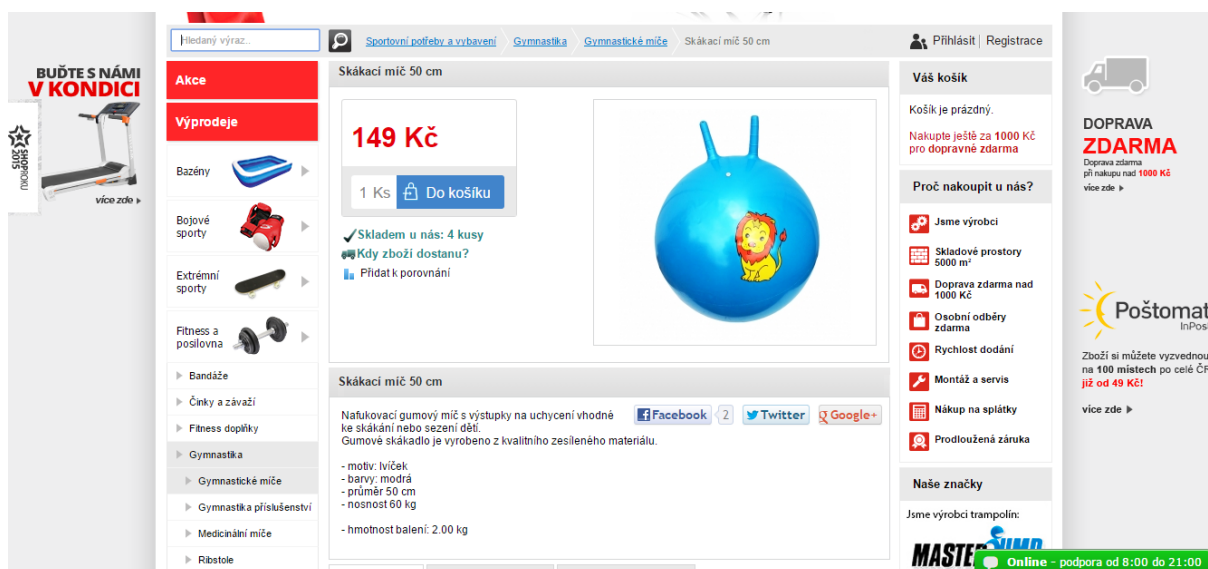 Hledaný výraz..
Sportovní potřeby a vybavení
Gymnastika
Gymnastické míče
Skákací míč 50 cm
Přihlásit | Registrace
BUĎTE S NÁMI
V KONDICI
více zde
SHOPROKU
2015
Akce
Výprodeje
Bazény
Bojové
sporty
Extrémní
sporty
Fitness a
posilovna
Bandáže
Činky a závaží
Fitness doplňky
Gymnastika
Gymnastické míče
Gymnastika příslušenství
Medicinální míče
Ribstole
Skákací míč 50 cm
149 Kč
1 Ks
Do košíku
Skladem u nás: 4 kusy
Kdy zboží dostanu?
Přidat k porovnání
Skákací míč 50 cm
Nafukovací gumový míč s výstupky na uchycení vhodné
ke skákání nebo sezení dětí.
Gumové skákadlo je vyrobeno z kvalitního zesíleného materiálu.
- motiv: lvíček
- barvy: modrá
- průměr 50 cm
- nosnost 60 kg
- hmotnost balení: 2.00 kg
Facebook
2
Twitter
Google+
Váš košík
Košík je prázdný.
Nakupte ještě za 1000 Kč
pro dopravné zdarma
Proč nakoupit u nás?
Jsme výrobci
Skladové prostory
5000 m²
Doprava zdarma nad
1000 Kč
Osobní odběry
zdarma
Rychlost dodání
Montáž a servis
Nákup na splátky
Prodloužená záruka
Naše značky
Jsme výrobci trampolín:
DOPRAVA
ZDARMA
Doprava zdarma
při nakupu nad 1000 Kč
více zde
Poštomat
Zboží si můžete vyzvednou
na 100 místech po celé ČR
již od 49 Kč!
více zde
Online - podpora od 8:00 do 21:00